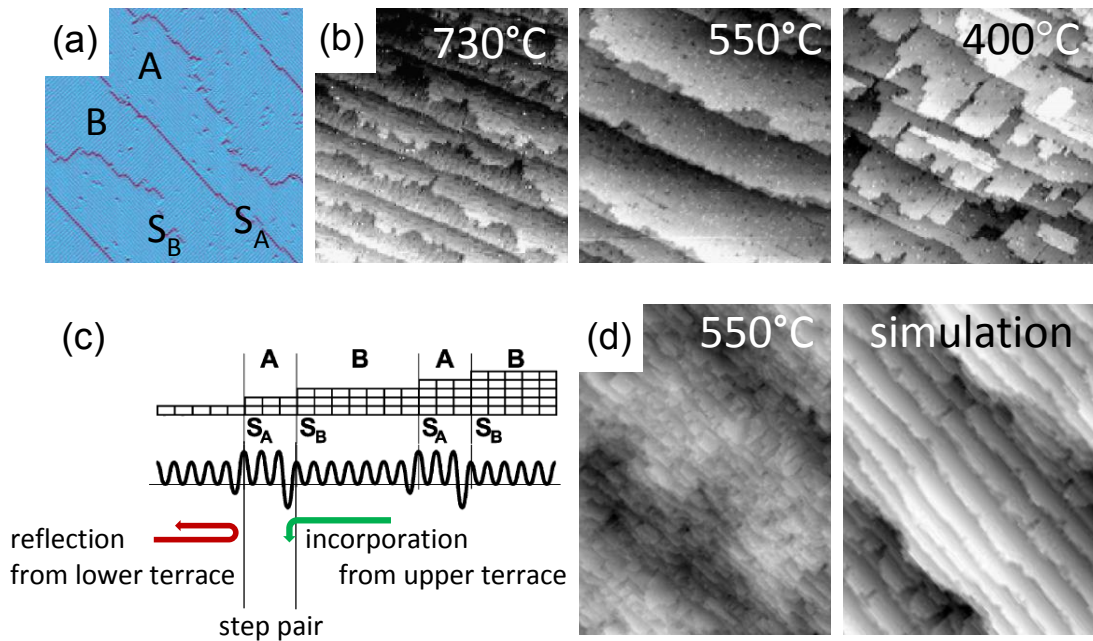 (a)
A
B
S_B
S_A
(b)
730°C
550°C
400°C
(c)
A B A B
S_A S_B S_A S_B
reflection
from lower terrace
incorporation
from upper terrace
step pair
(d)
550°C
simulation